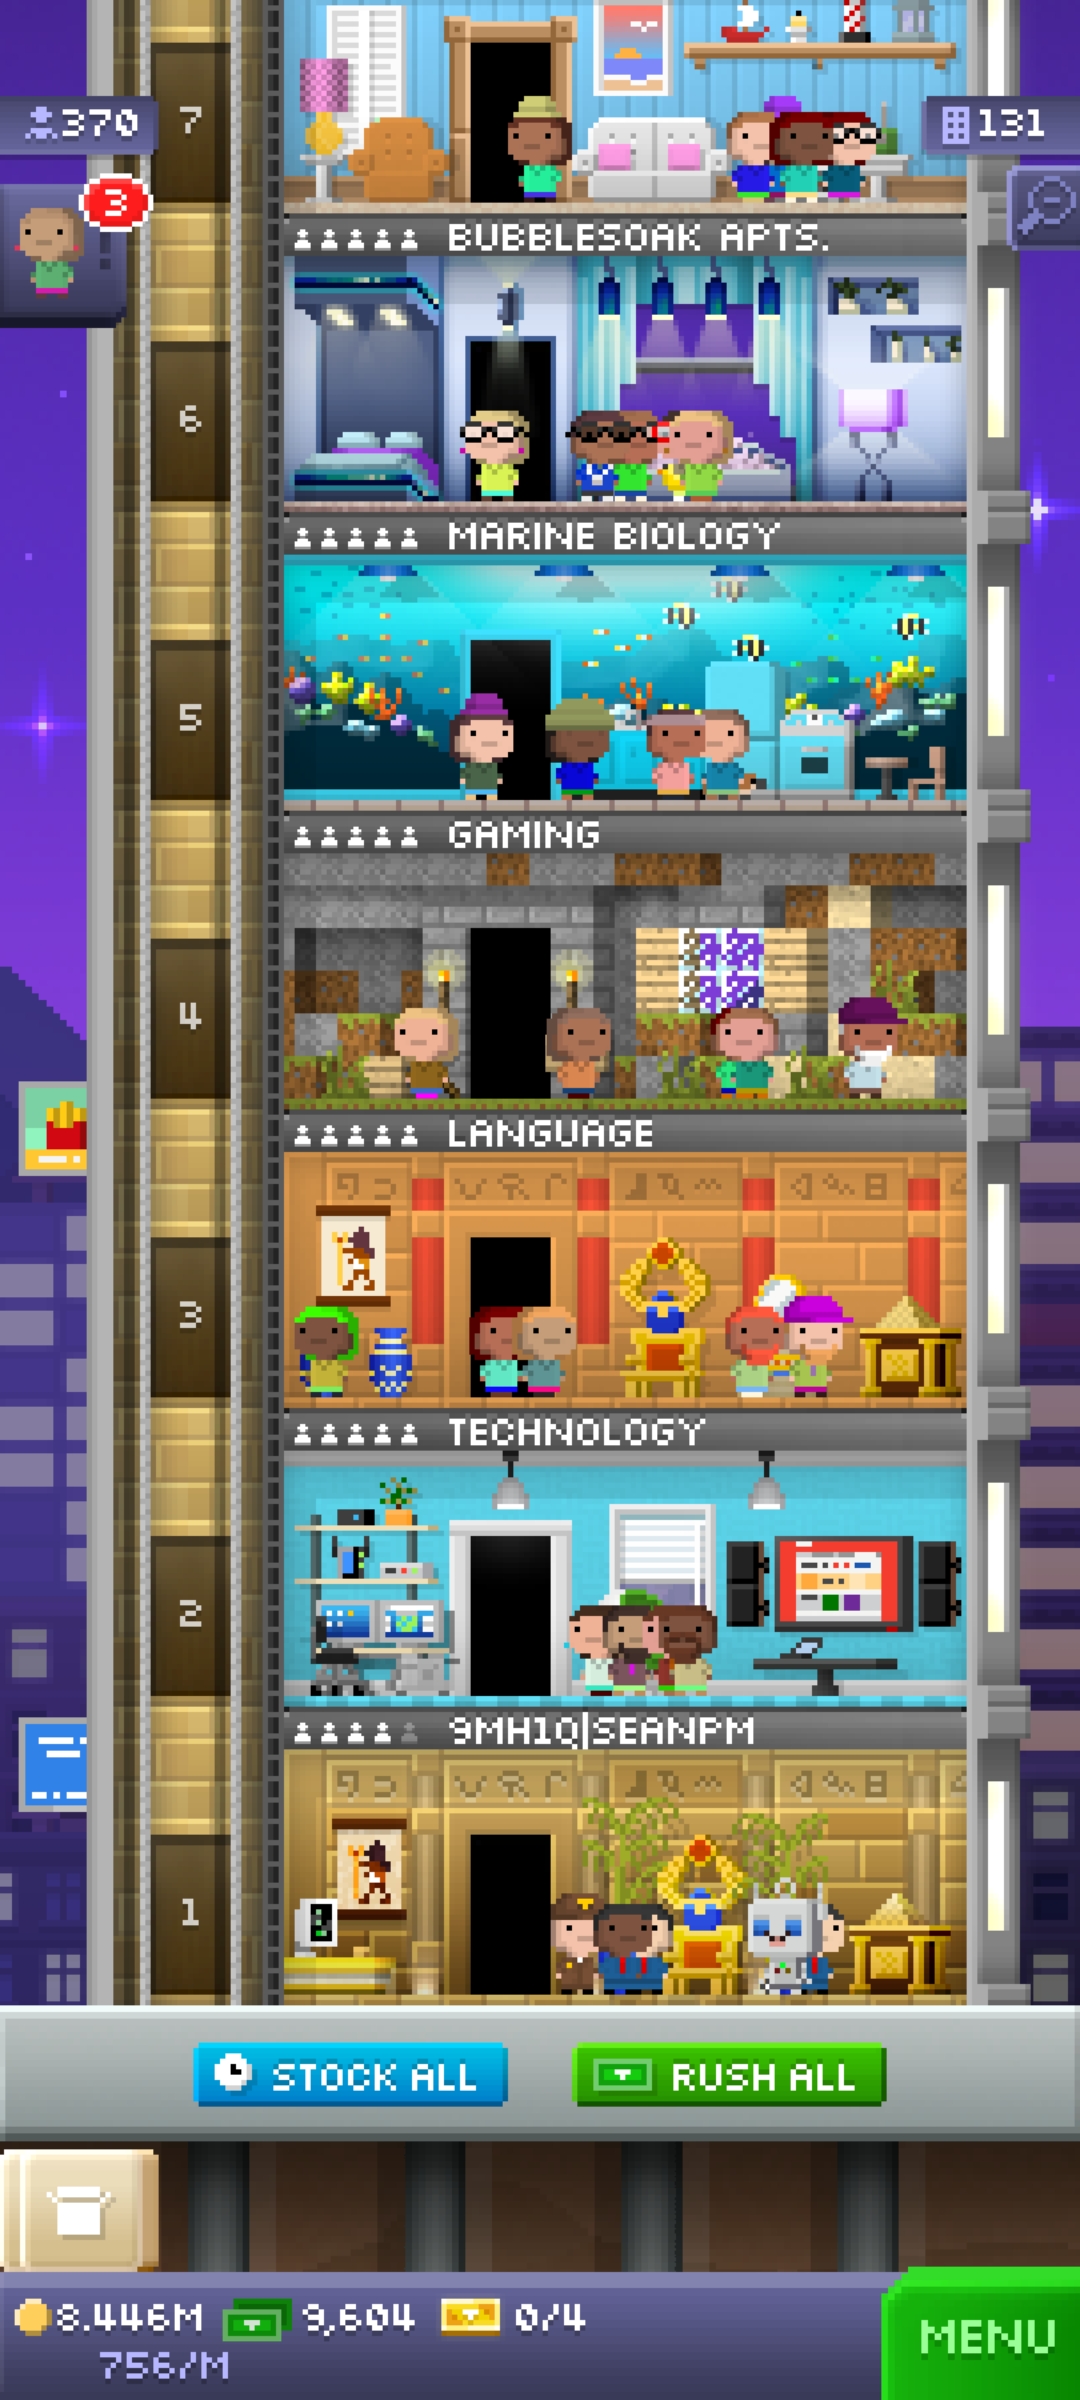 7
370
131
3
BUBBLESOAK APTS.
6
MARINE BIOLOGY
5
GAMING
4
LANGUAGE
3
TECHNOLOGY
2
9MH1Q|SEANPM
1
STOCK ALL
RUSH ALL
8.446M
9,604
0/4
756/M
MENU